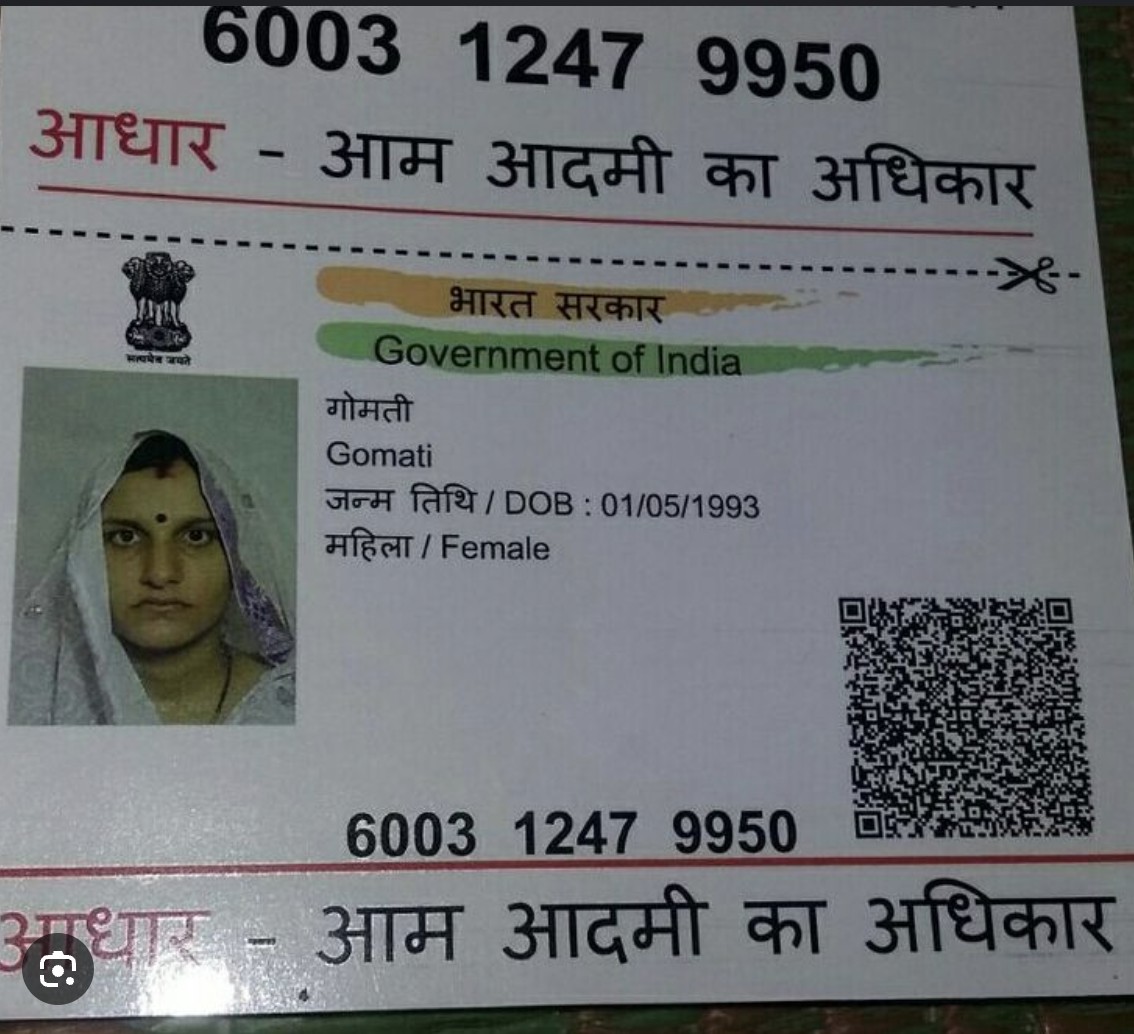 6003 1247 9950
आधार - आम आदमी का अधिकार
सत्यमेव जयते
भारत सरकार
Government of India
गोमती
Gomati
जन्म तिथि / DOB : 01/05/1993
महिला / Female
6003 1247 9950
आधार - आम आदमी का अधिकार